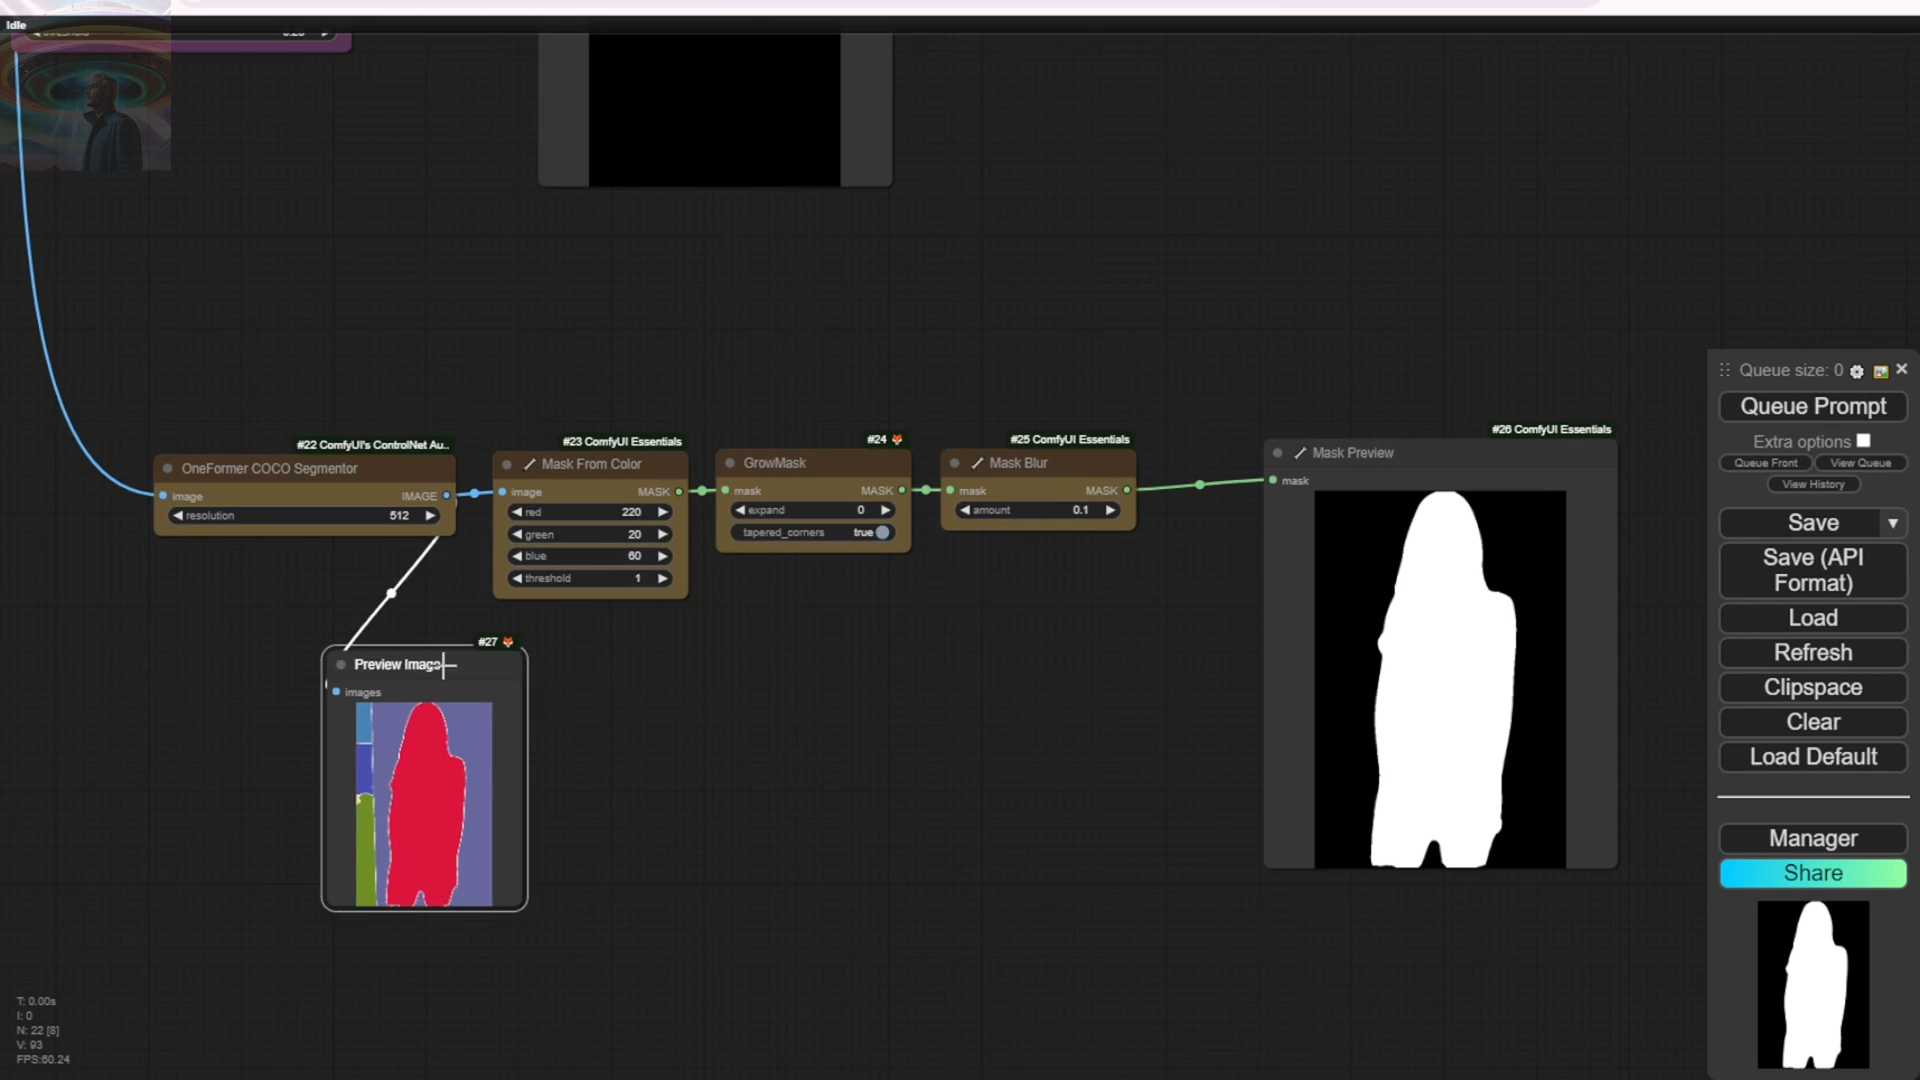 Idle
#22 ComfyUI's ControlNet Au..
OneFormer COCO Segmentor
image IMAGE
resolution 512
#23 ComfyUI Essentials
Mask From Color
image MASK
red 220
green 20
blue 60
threshold 1
#24
GrowMask
mask MASK
expand 0
tapered_corners true
#25 ComfyUI Essentials
Mask Blur
mask MASK
amount 0.1
#26 ComfyUI Essentials
Mask Preview
mask
#27
Preview Image
images
Queue size: 0
Queue Prompt
Extra options
Queue Front View Queue
View History
Save
Save (API
Format)
Load
Refresh
Clipspace
Clear
Load Default
Manager
Share
T: 0.00s
I: 0
N: 22 [8]
V: 93
FPS:60.24